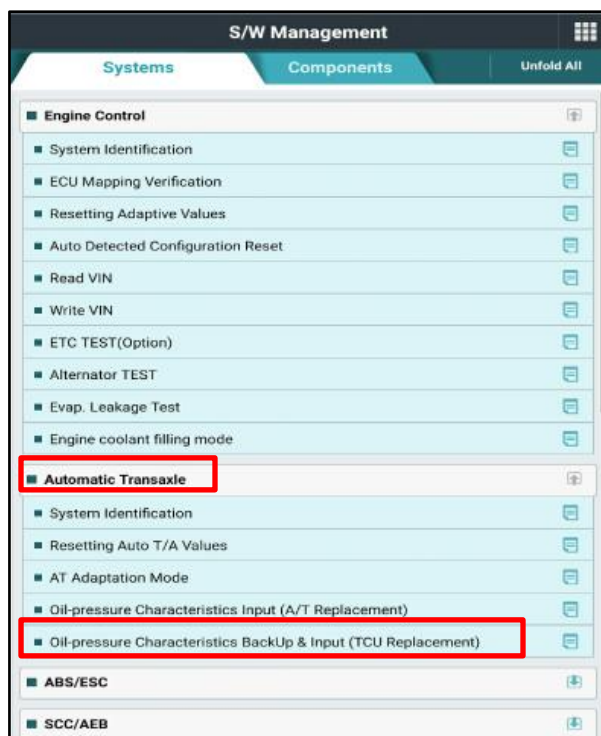 S/W Management
Systems
Components
Unfold All
Engine Control
System Identification
ECU Mapping Verification
Resetting Adaptive Values
Auto Detected Configuration Reset
Read VIN
Write VIN
ETC TEST(Option)
Alternator TEST
Evap. Leakage Test
Engine coolant filling mode
Automatic Transaxle
System Identification
Resetting Auto T/A Values
AT Adaptation Mode
Oil-pressure Characteristics Input (A/T Replacement)
Oil-pressure Characteristics BackUp & Input (TCU Replacement)
ABS/ESC
SCC/AEB